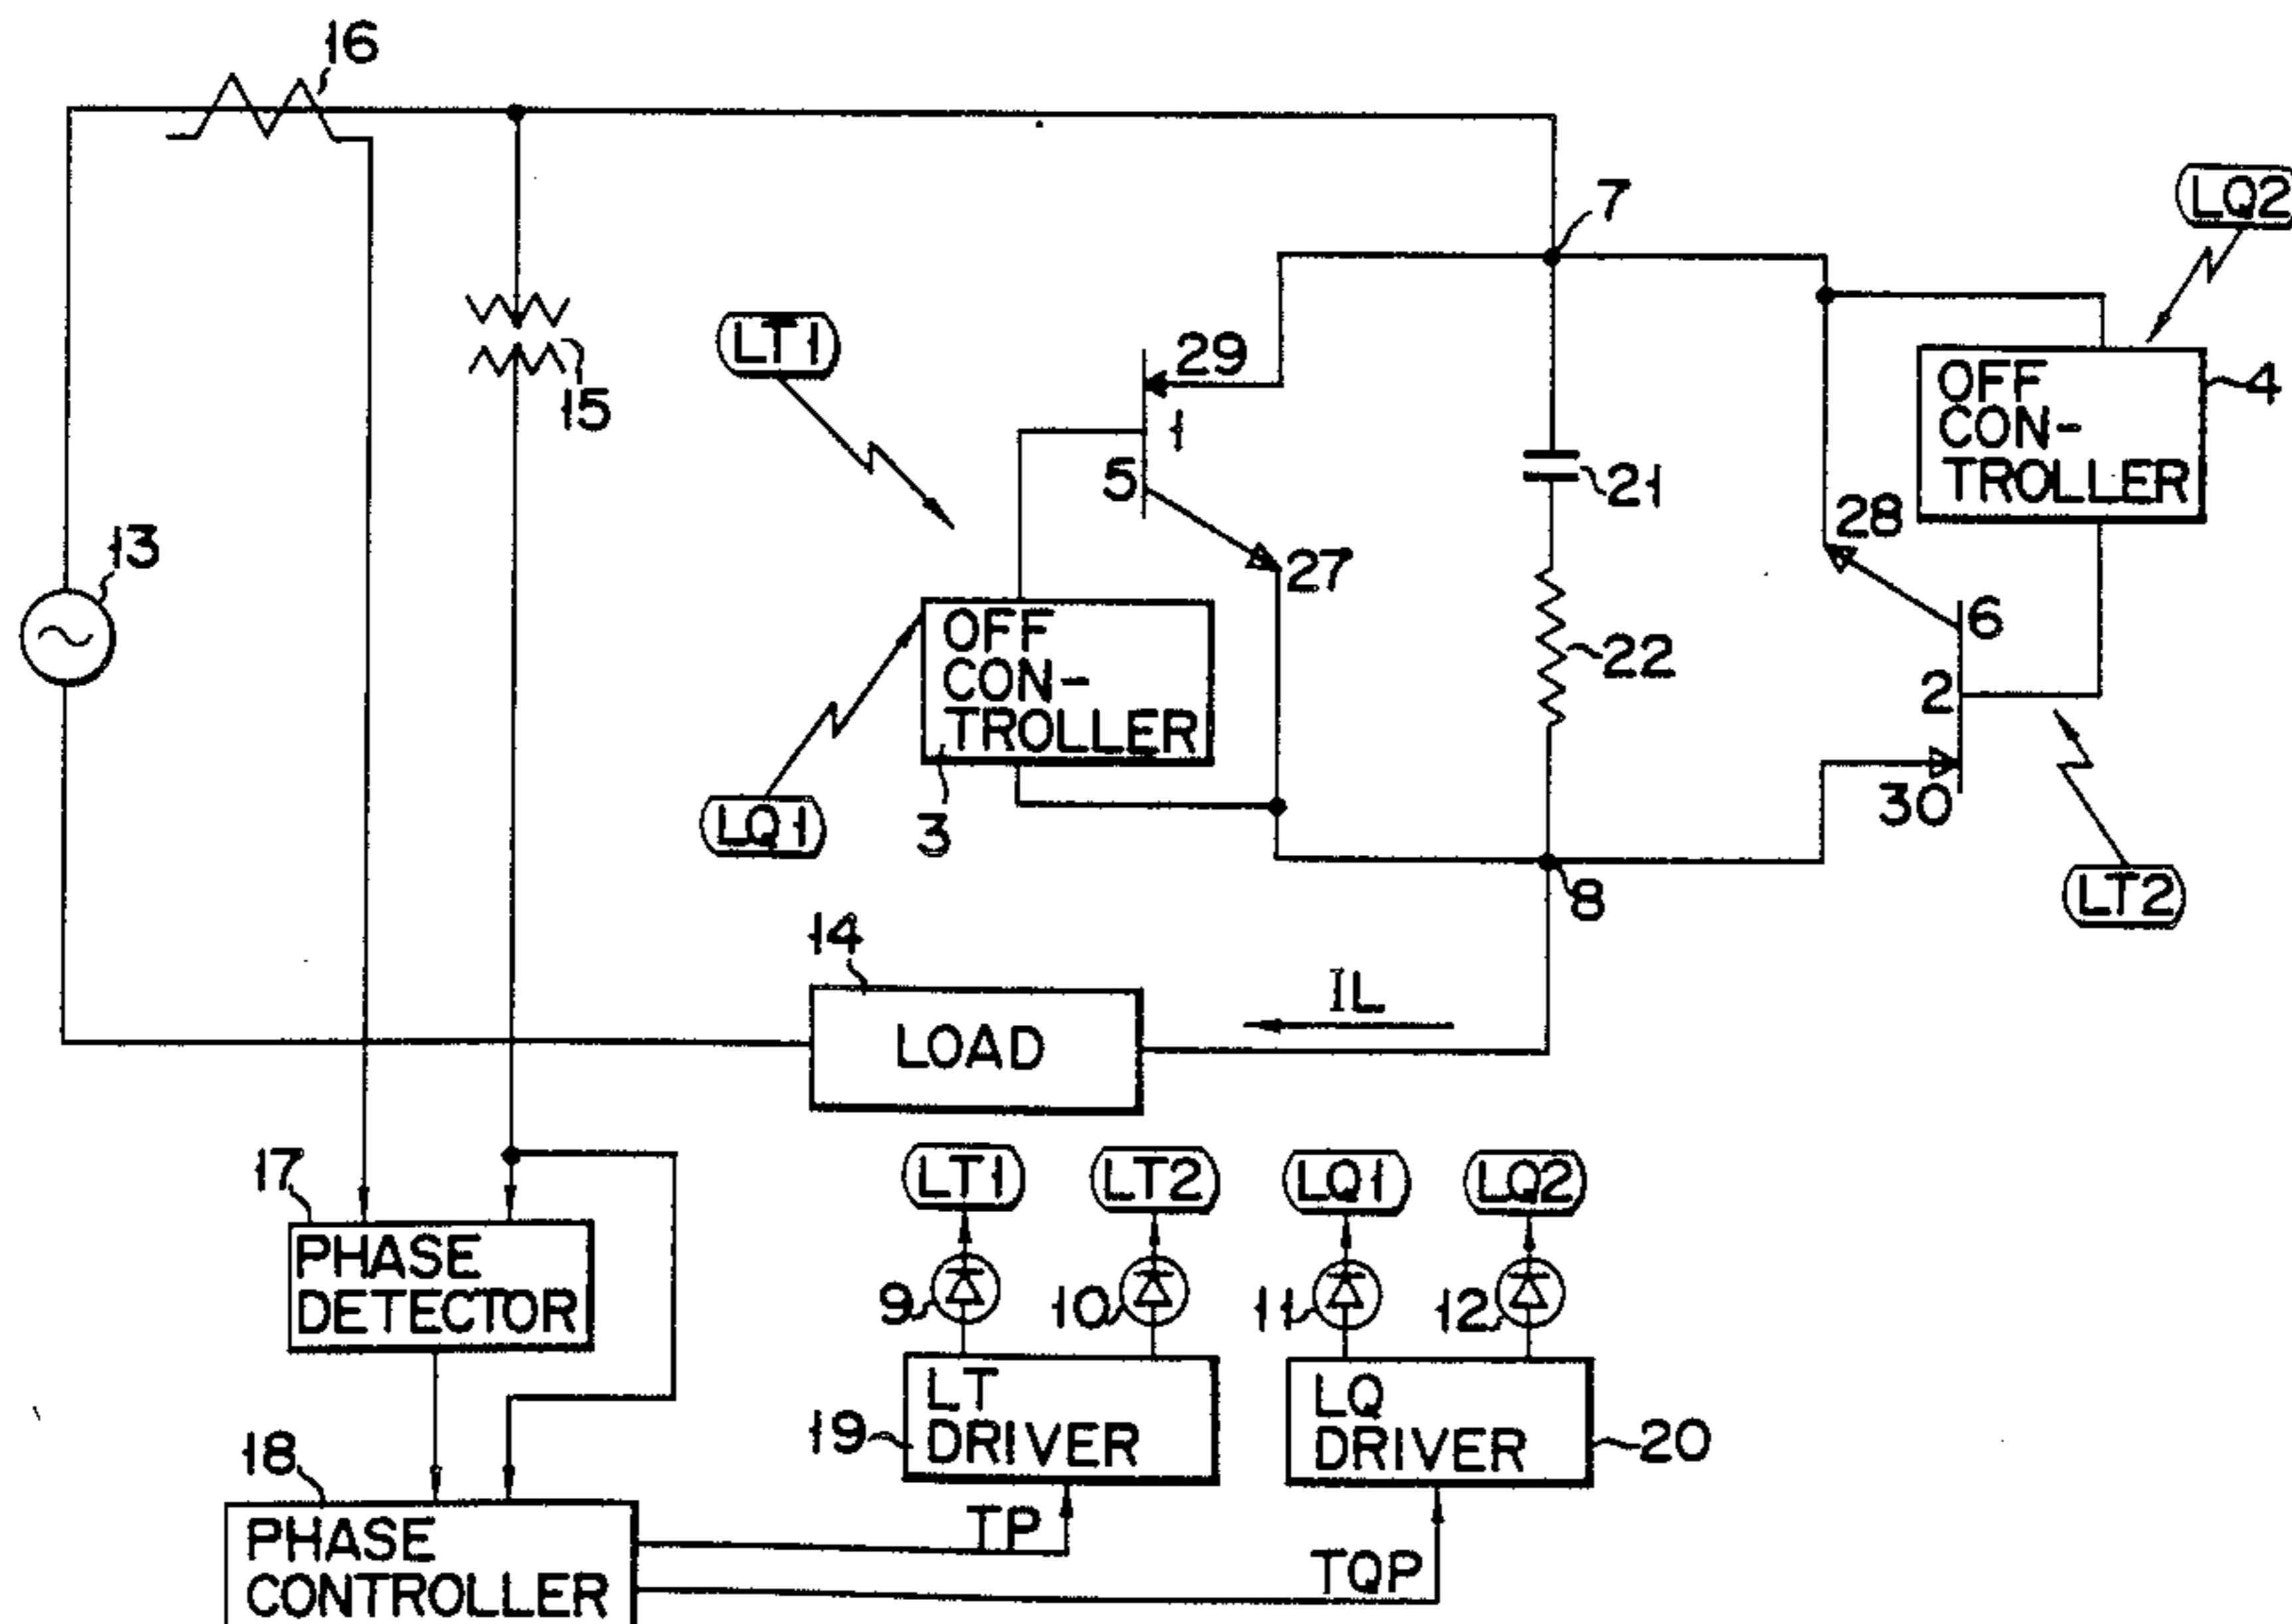 16
7
LQ2
LT1
29
1
5
27
15
21
22
OFF
CON-
TROLLER
4
28
6
2
30
13
OFF
CON-
TROLLER
3
LQ1
8
LT2
14
LOAD
IL
17
PHASE
DETECTOR
LT1
LT2
LQ1
LQ2
9
10
11
12
LT
DRIVER
19
LQ
DRIVER
20
18
PHASE
CONTROLLER
TP
TQP